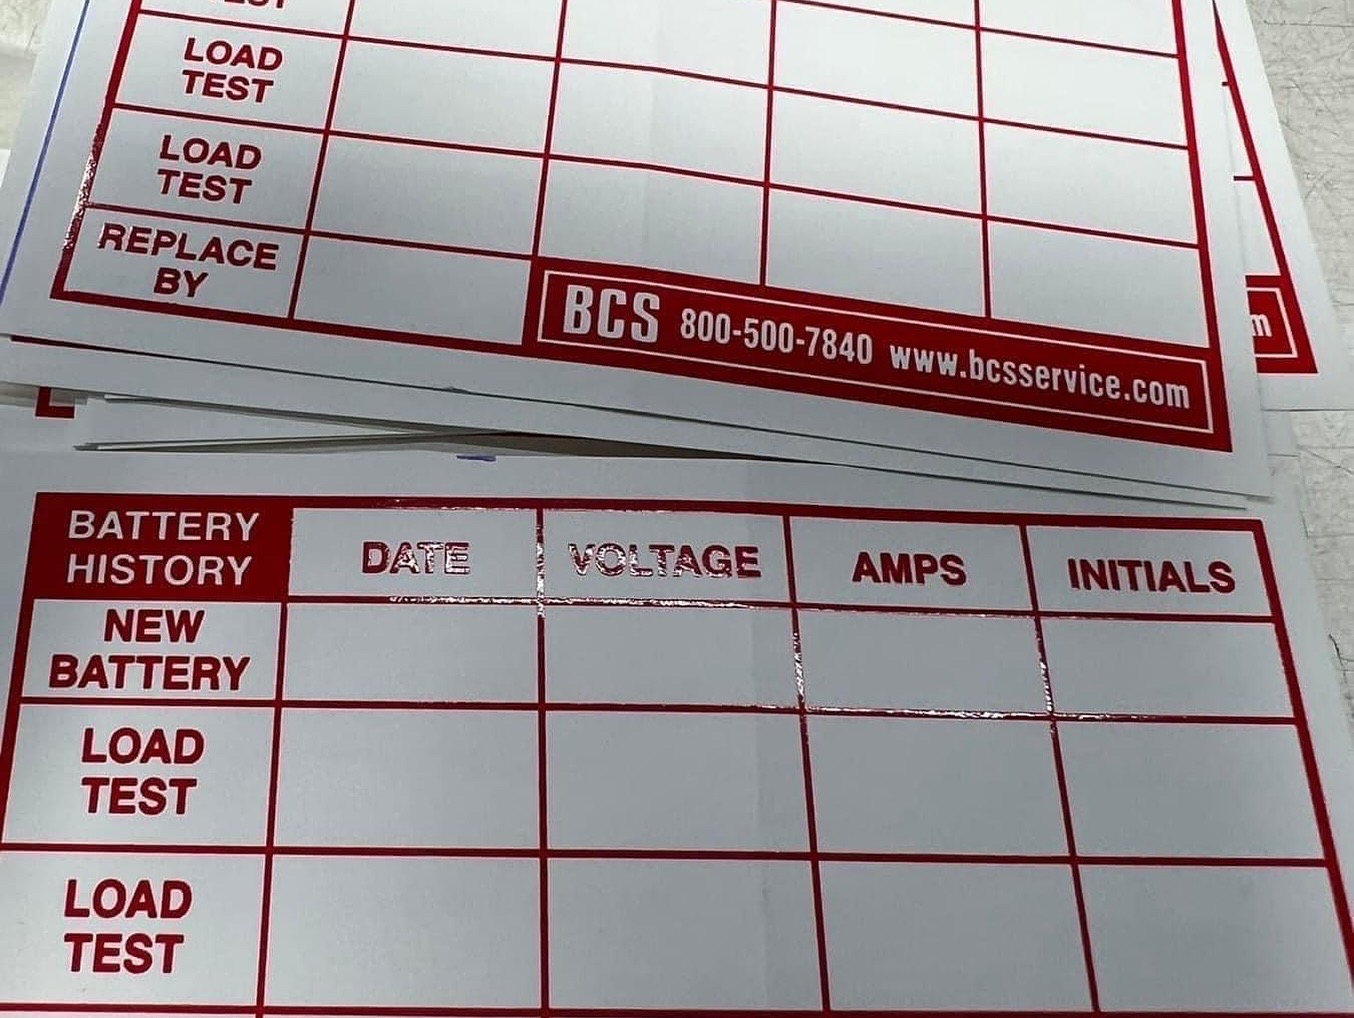 LOAD
TEST
LOAD
TEST
REPLACE
BY
BCS 800-500-7840 www.bcsservice.com
BATTERY
HISTORY
DATE VOLTAGE AMPS INITIALS
NEW
BATTERY
LOAD
TEST
LOAD
TEST